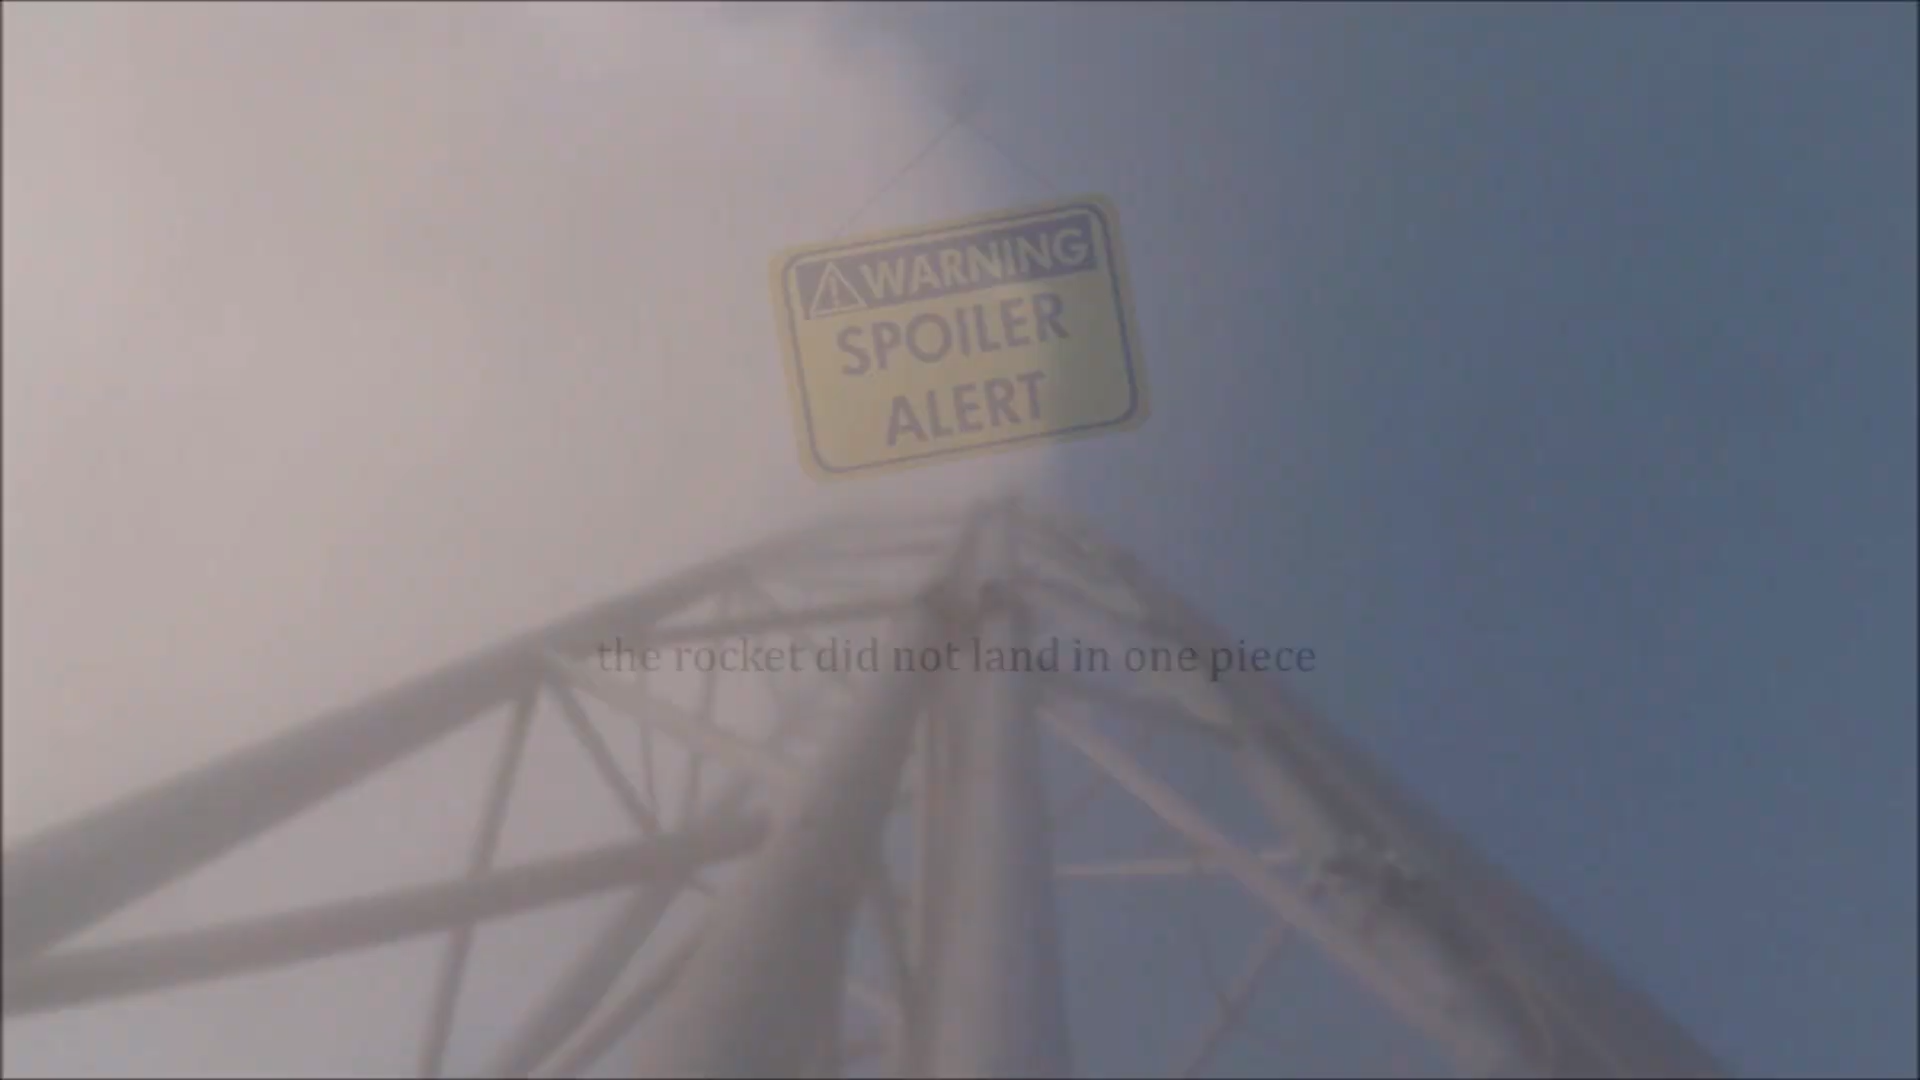 WARNING
SPOILER
ALERT
the rocket did not land in one piece